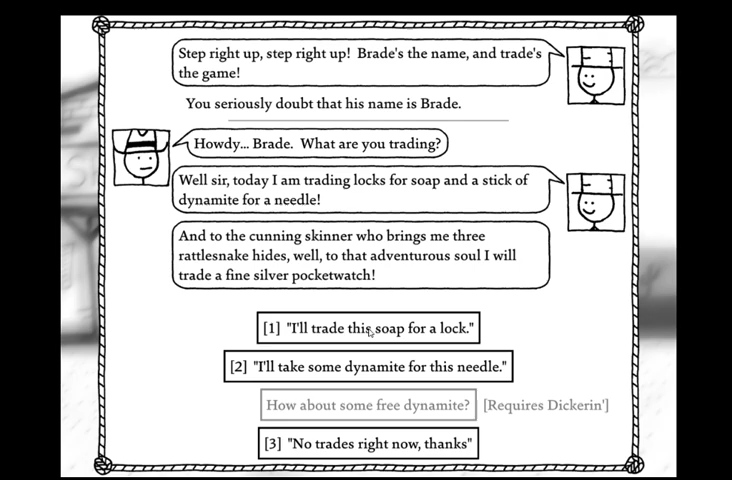 Step right up, step right up!  Brade's the name, and trade's
the game!
You seriously doubt that his name is Brade.
Howdy... Brade.  What are you trading?
Well sir, today I am trading locks for soap and a stick of
dynamite for a needle!
And to the cunning skinner who brings me three
rattlesnake hides, well, to that adventurous soul I will
trade a fine silver pocketwatch!
[1]  "I'll trade this soap for a lock."
[2]  "I'll take some dynamite for this needle."
How about some free dynamite?  [Requires Dickerin']
[3]  "No trades right now, thanks"